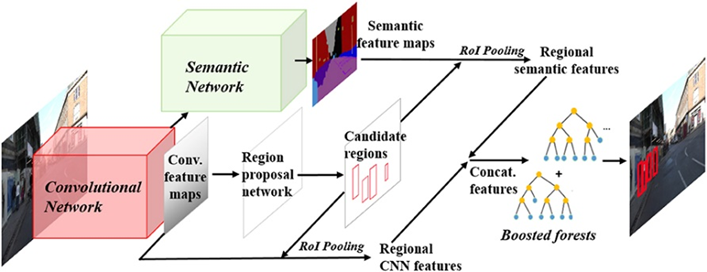 Semantic
feature maps
RoI Pooling
Regional
semantic features
Semantic
Network
Convolutional
Network
Conv.
feature
maps
Region
proposal
network
Candidate
regions
Concat.
features
...
+
Boosted forests
RoI Pooling
Regional
CNN features